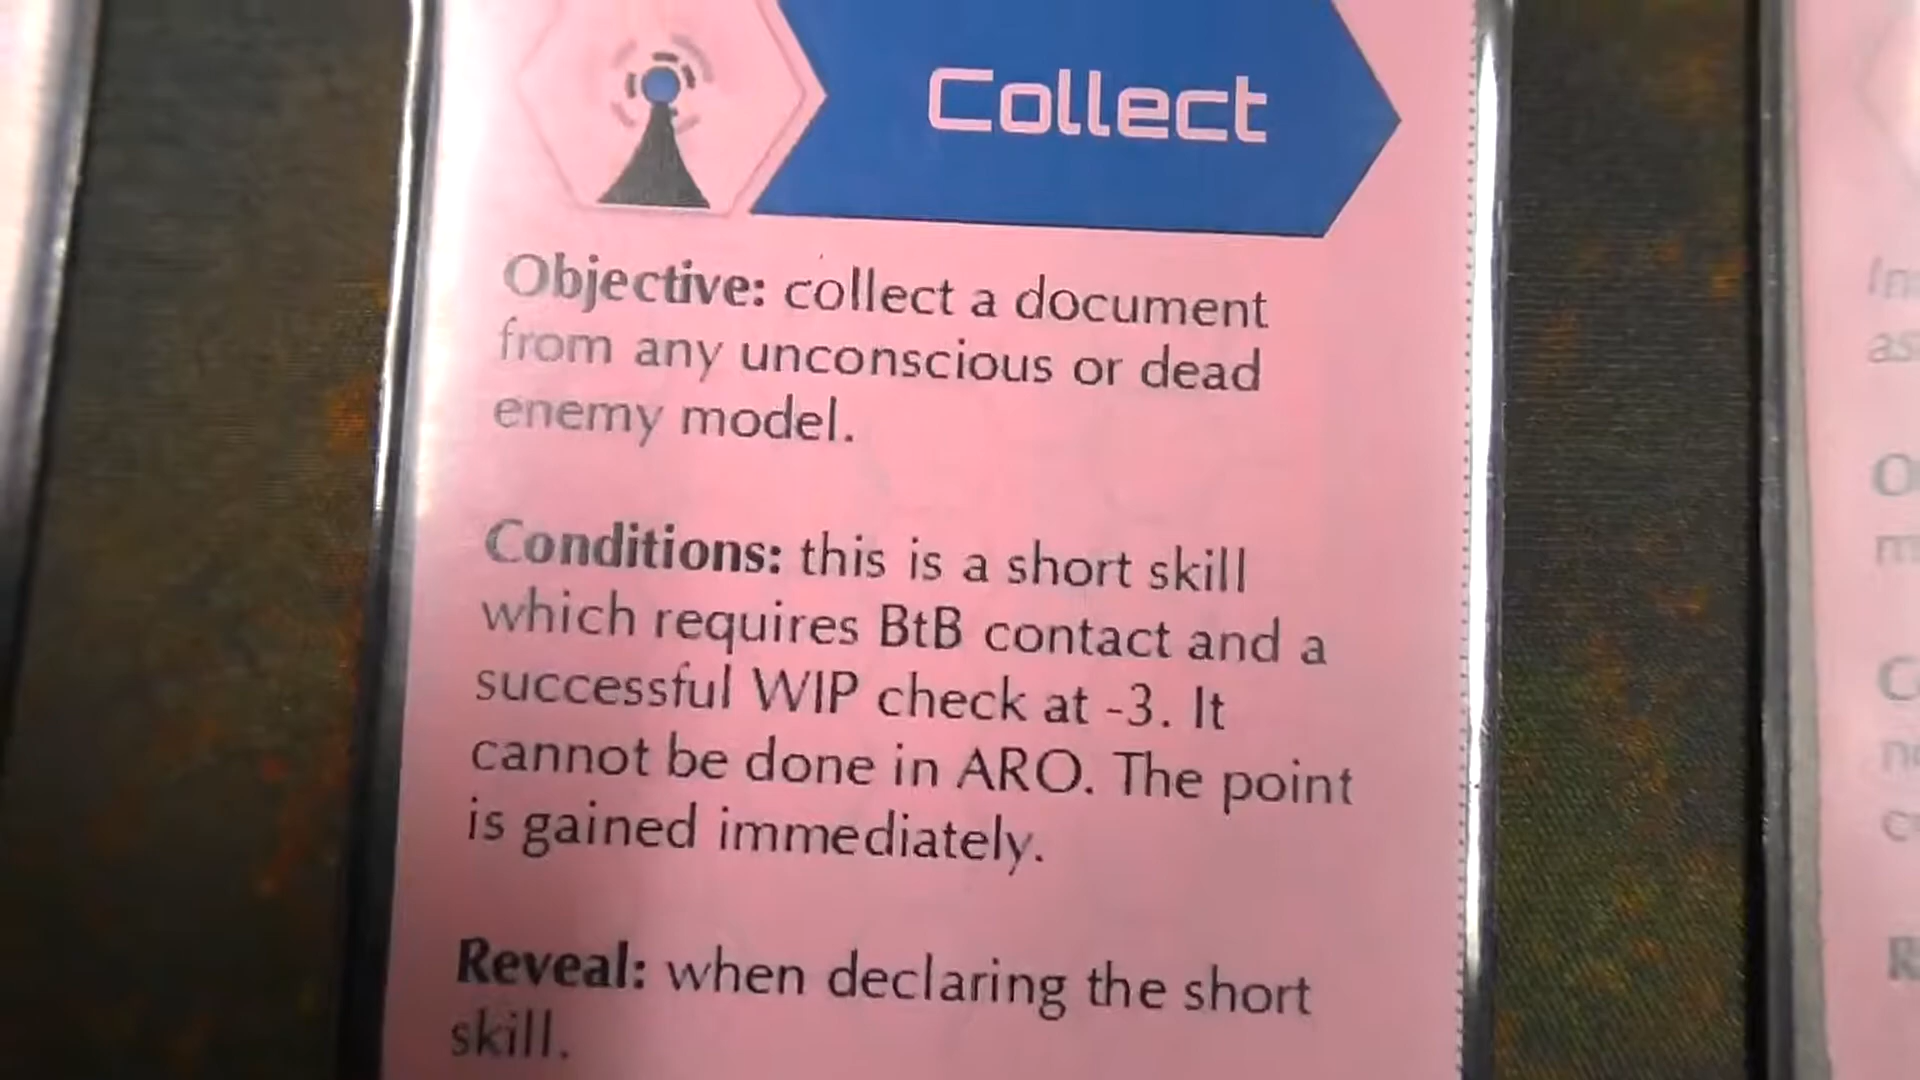 Collect
Objective: collect a document
from any unconscious or dead
enemy model.
Conditions: this is a short skill
which requires BtB contact and a
successful WIP check at -3. It
cannot be done in ARO. The point
is gained immediately.
Reveal: when declaring the short
skill.